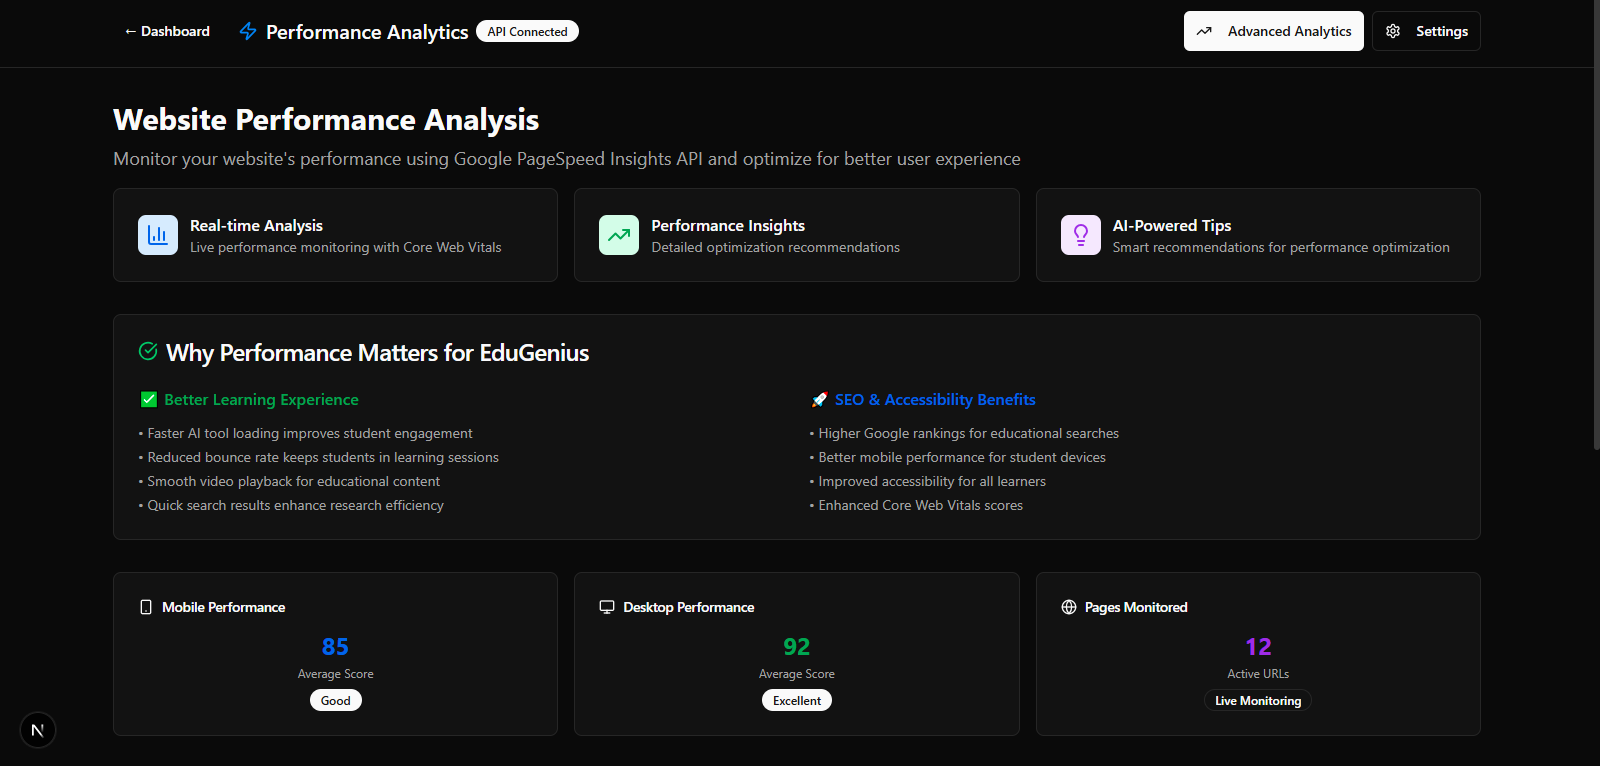 ← Dashboard
Performance Analytics
API Connected
Advanced Analytics
Settings
Website Performance Analysis
Monitor your website's performance using Google PageSpeed Insights API and optimize for better user experience
Real-time Analysis
Live performance monitoring with Core Web Vitals
Performance Insights
Detailed optimization recommendations
AI-Powered Tips
Smart recommendations for performance optimization
Why Performance Matters for EduGenius
✅ Better Learning Experience
• Faster AI tool loading improves student engagement
• Reduced bounce rate keeps students in learning sessions
• Smooth video playback for educational content
• Quick search results enhance research efficiency
🚀 SEO & Accessibility Benefits
• Higher Google rankings for educational searches
• Better mobile performance for student devices
• Improved accessibility for all learners
• Enhanced Core Web Vitals scores
Mobile Performance
85
Average Score
Good
Desktop Performance
92
Average Score
Excellent
Pages Monitored
12
Active URLs
Live Monitoring
N